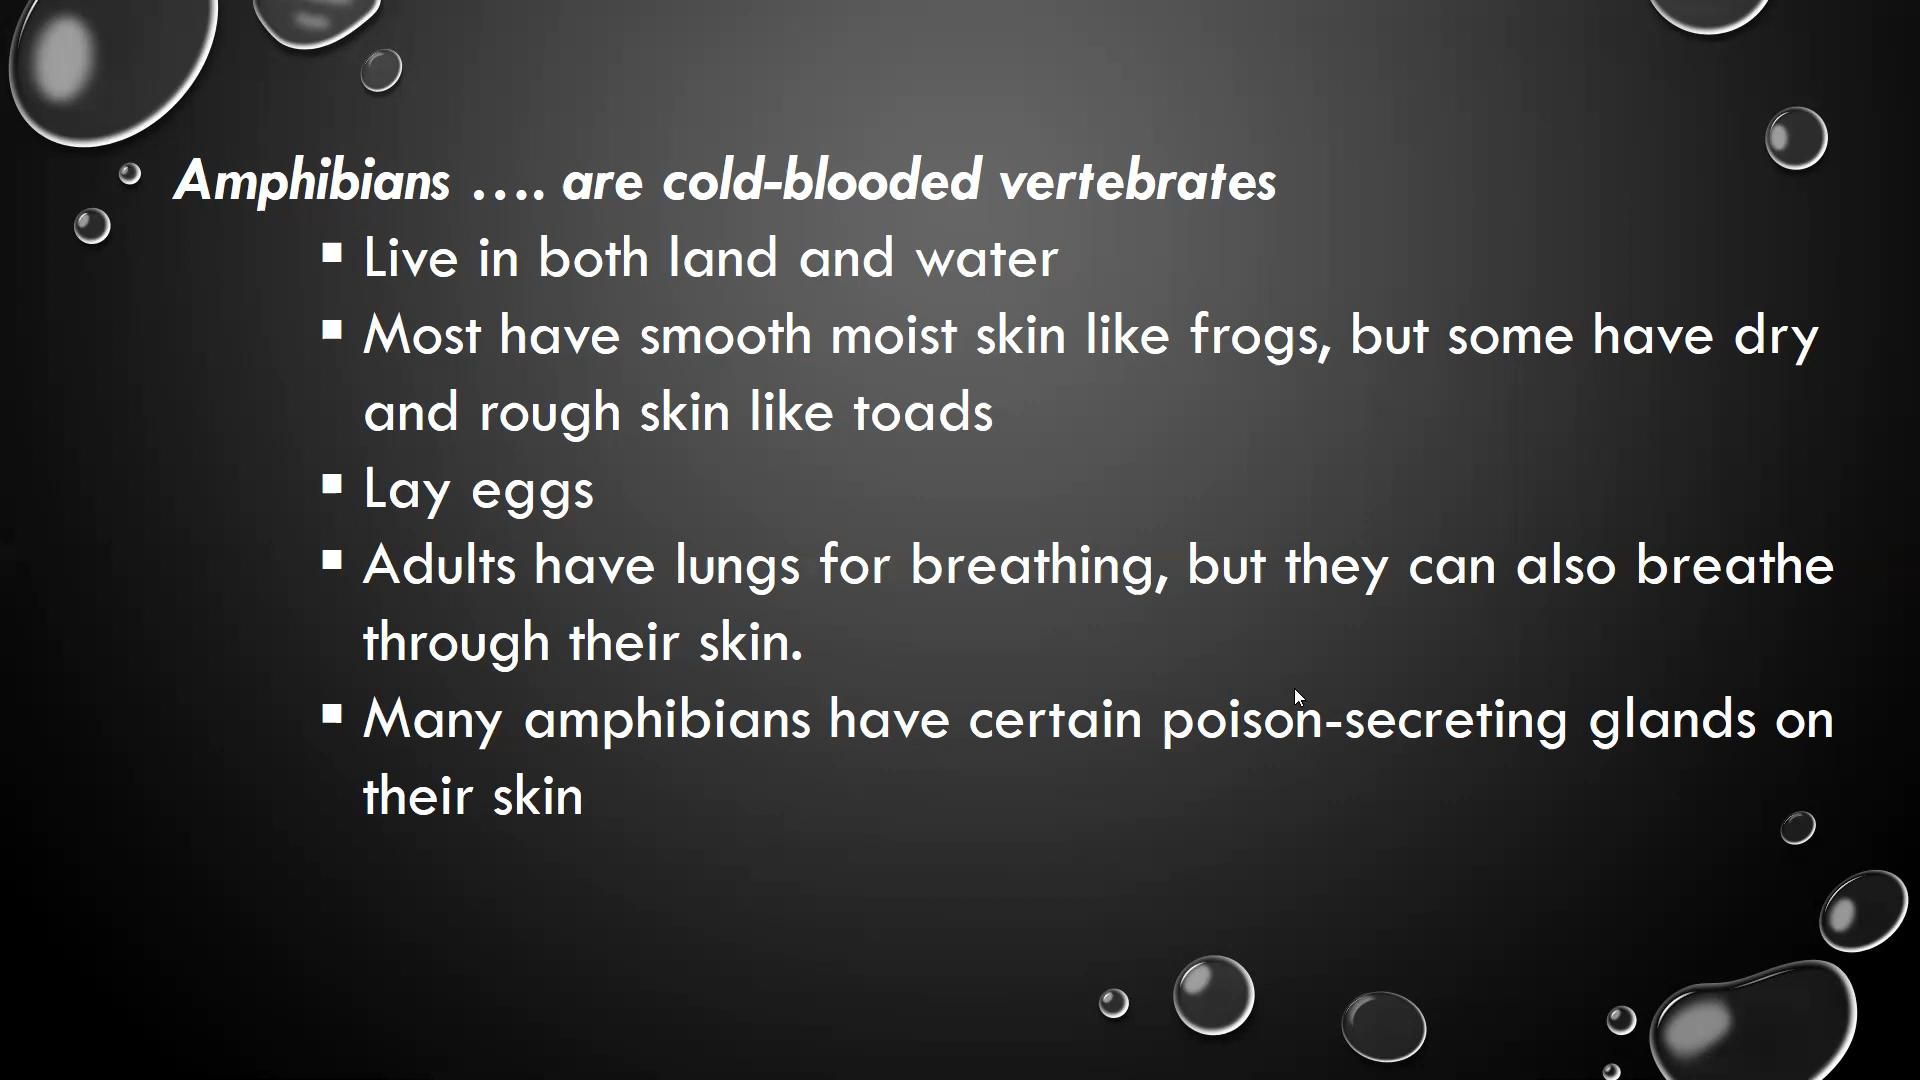 Amphibians …. are cold-blooded vertebrates
▪ Live in both land and water
▪ Most have smooth moist skin like frogs, but some have dry
and rough skin like toads
▪ Lay eggs
▪ Adults have lungs for breathing, but they can also breathe
through their skin.
▪ Many amphibians have certain poison-secreting glands on
their skin